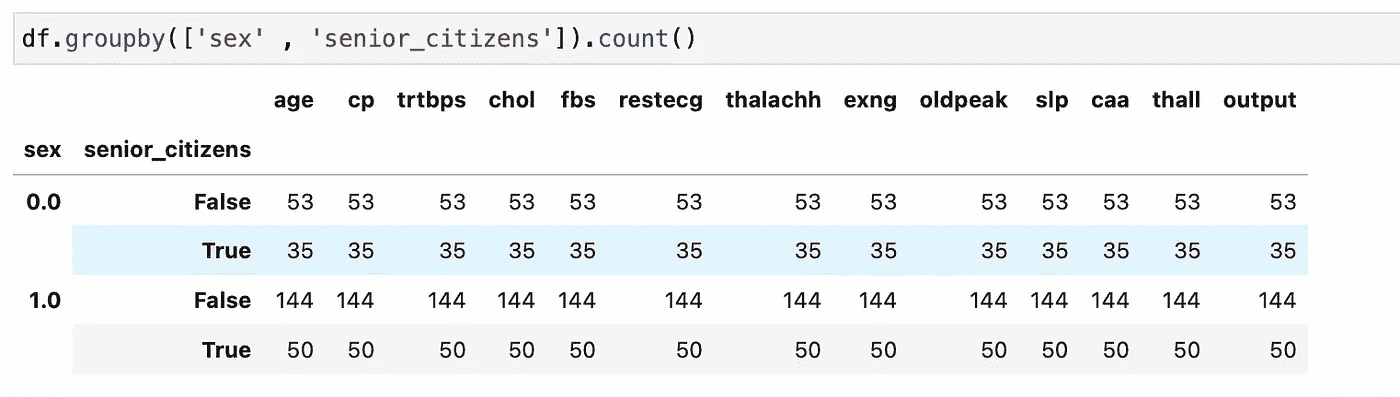 df.groupby(['sex' , 'senior_citizens']).count()
age cp trtbps chol fbs restecg thalachh exng oldpeak slp caa thall output
sex senior_citizens
0.0 False 53 53 53 53 53 53 53 53 53 53 53 53 53
True 35 35 35 35 35 35 35 35 35 35 35 35 35
1.0 False 144 144 144 144 144 144 144 144 144 144 144 144 144
True 50 50 50 50 50 50 50 50 50 50 50 50 50